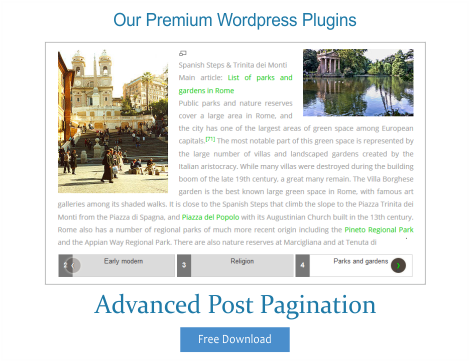 Our Premium Wordpress Plugins
Spanish Steps & Trinita dei Monti
Main article: List of parks and
gardens in Rome
Public parks and nature reserves
cover a large area in Rome, and
the city has one of the largest areas of green space among European
capitals.[71] The most notable part of this green space is represented by
the large number of villas and landscaped gardens created by the
Italian aristocracy. While many villas were destroyed during the building
boom of the late 19th century, a great many remain. The Villa Borghese
garden is the best known large green space in Rome, with famous art
galleries among its shaded walks. It is close to the Spanish Steps that climb the slope to the Piazza Trinita dei
Monti from the Piazza di Spagna, and Piazza del Popolo with its Augustinian Church built in the 13th century.
Rome also has a number of regional parks of much more recent origin including the Pineto Regional Park
and the Appian Way Regional Park. There are also nature reserves at Marcigliana and at Tenuta di
2 Early modern 3 Religion 4 Parks and gardens
Advanced Post Pagination
Free Download